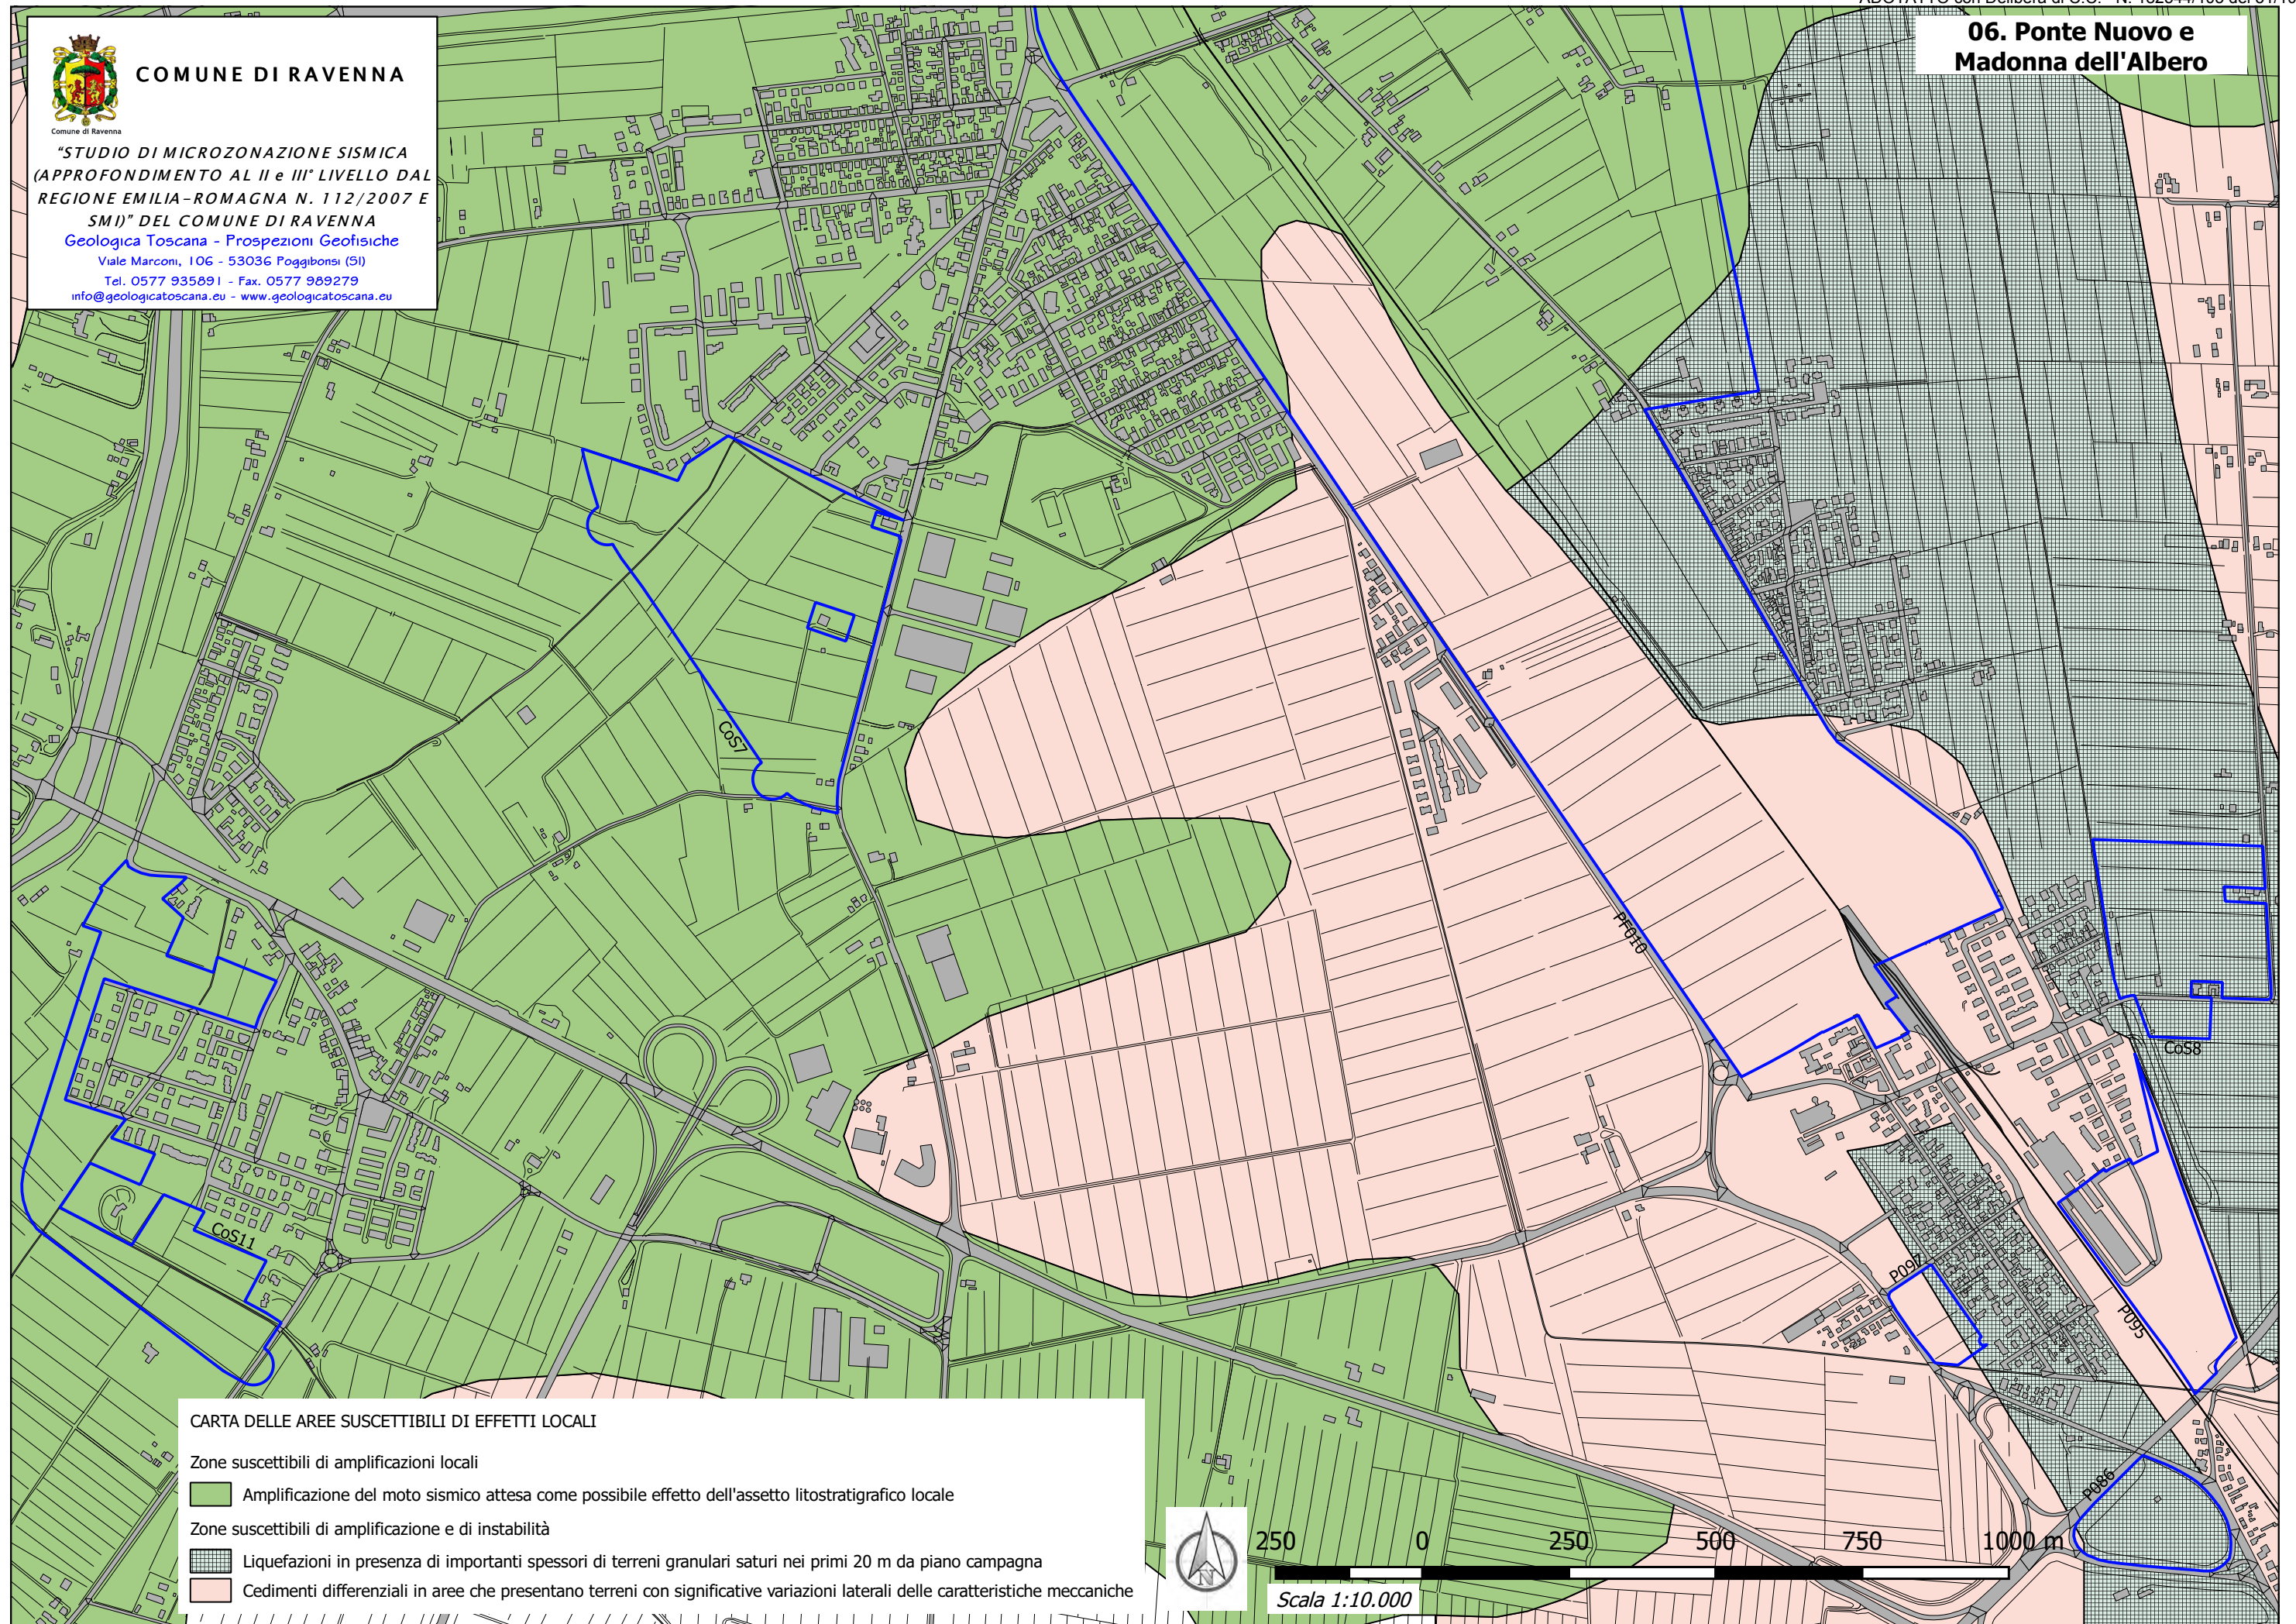 06. Ponte Nuovo e
Madonna dell'Albero
COMUNE DI RAVENNA
Comune di Ravenna
"STUDIO DI MICROZONAZIONE SISMICA
(APPROFONDIMENTO AL II e III° LIVELLO DAL
REGIONE EMILIA-ROMAGNA N. 112/2007 E
SMI)" DEL COMUNE DI RAVENNA
Geologica Toscana - Prospezioni Geofisiche
Viale Marconi, 106 - 53036 Poggibonsi (SI)
Tel. 0577 935891 - Fax. 0577 989279
info@geologicatoscana.eu - www.geologicatoscana.eu
CoS7
PF010
CoS8
CoS11
P097
P095
P086
CARTA DELLE AREE SUSCETTIBILI DI EFFETTI LOCALI
Zone suscettibili di amplificazioni locali
Amplificazione del moto sismico attesa come possibile effetto dell'assetto litostratigrafico locale
Zone suscettibili di amplificazione e di instabilità
Liquefazioni in presenza di importanti spessori di terreni granulari saturi nei primi 20 m da piano campagna
Cedimenti differenziali in aree che presentano terreni con significative variazioni laterali delle caratteristiche meccaniche
N
250 0 250 500 750 1000 m
Scala 1:10.000